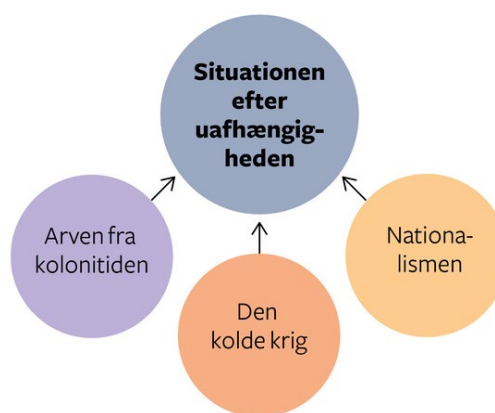 Situationen
efter
uafhængig-
heden
Arven fra
kolonitiden
Den
kolde krig
Nationa-
lismen